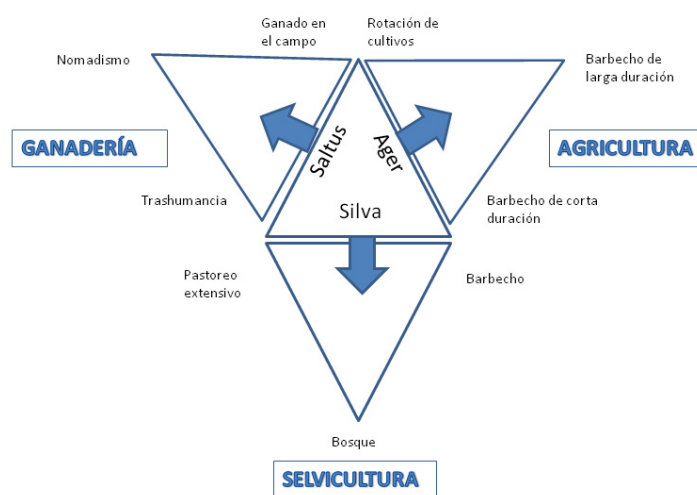 Ganado en
el campo
Rotación de
cultivos
Nomadismo
Barbecho de
larga duración
GANADERÍA
Saltus
Ager
AGRICULTURA
Trashumancia
Silva
Barbecho de corta
duración
Pastoreo
extensivo
Barbecho
Bosque
SELVICULTURA